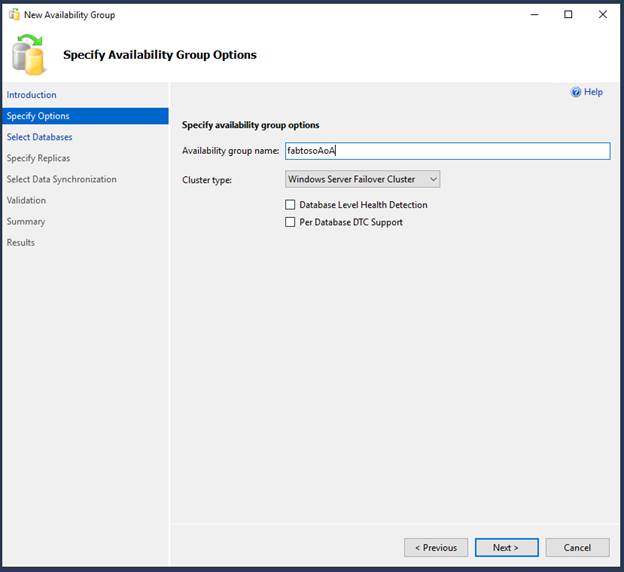 New Availability Group
Specify Availability Group Options
Introduction
Specify Options
Select Databases
Specify Replicas
Select Data Synchronization
Validation
Summary
Results
Help
Specify availability group options
Availability group name: fabtosoAoA
Cluster type: Windows Server Failover Cluster
Database Level Health Detection
Per Database DTC Support
< Previous Next > Cancel